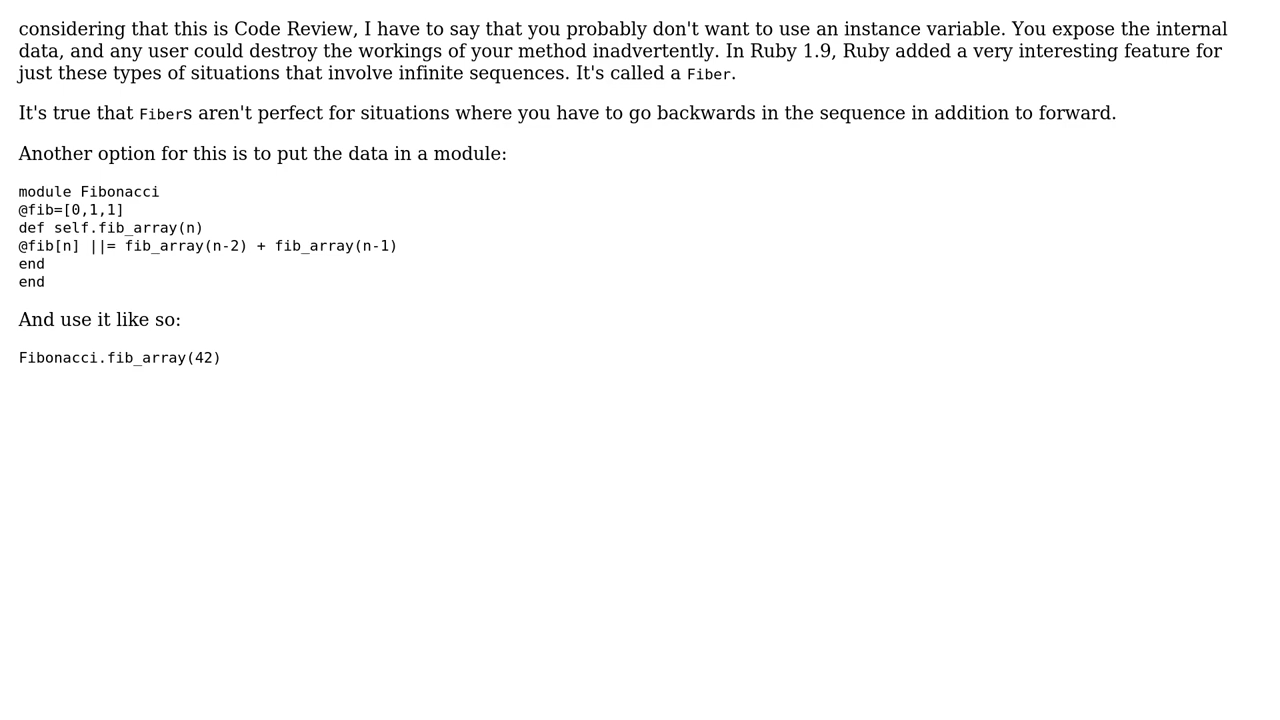 considering that this is Code Review, I have to say that you probably don't want to use an instance variable. You expose the internal
data, and any user could destroy the workings of your method inadvertently. In Ruby 1.9, Ruby added a very interesting feature for
just these types of situations that involve infinite sequences. It's called a Fiber.
It's true that Fibers aren't perfect for situations where you have to go backwards in the sequence in addition to forward.
Another option for this is to put the data in a module:
module Fibonacci
@fib=[0,1,1]
def self.fib_array(n)
@fib[n] ||= fib_array(n-2) + fib_array(n-1)
end
end
And use it like so:
Fibonacci.fib_array(42)